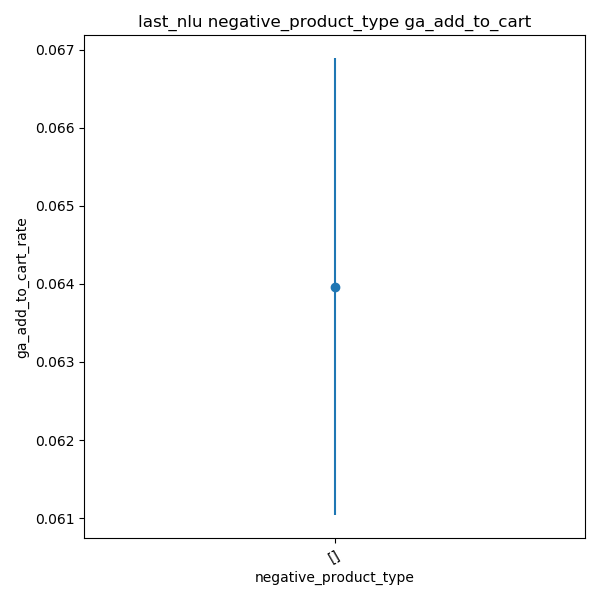 last_nlu negative_product_type ga_add_to_cart
0.067
0.066
0.065
0.064
0.063
0.062
0.061
ga_add_to_cart_rate
[]
negative_product_type